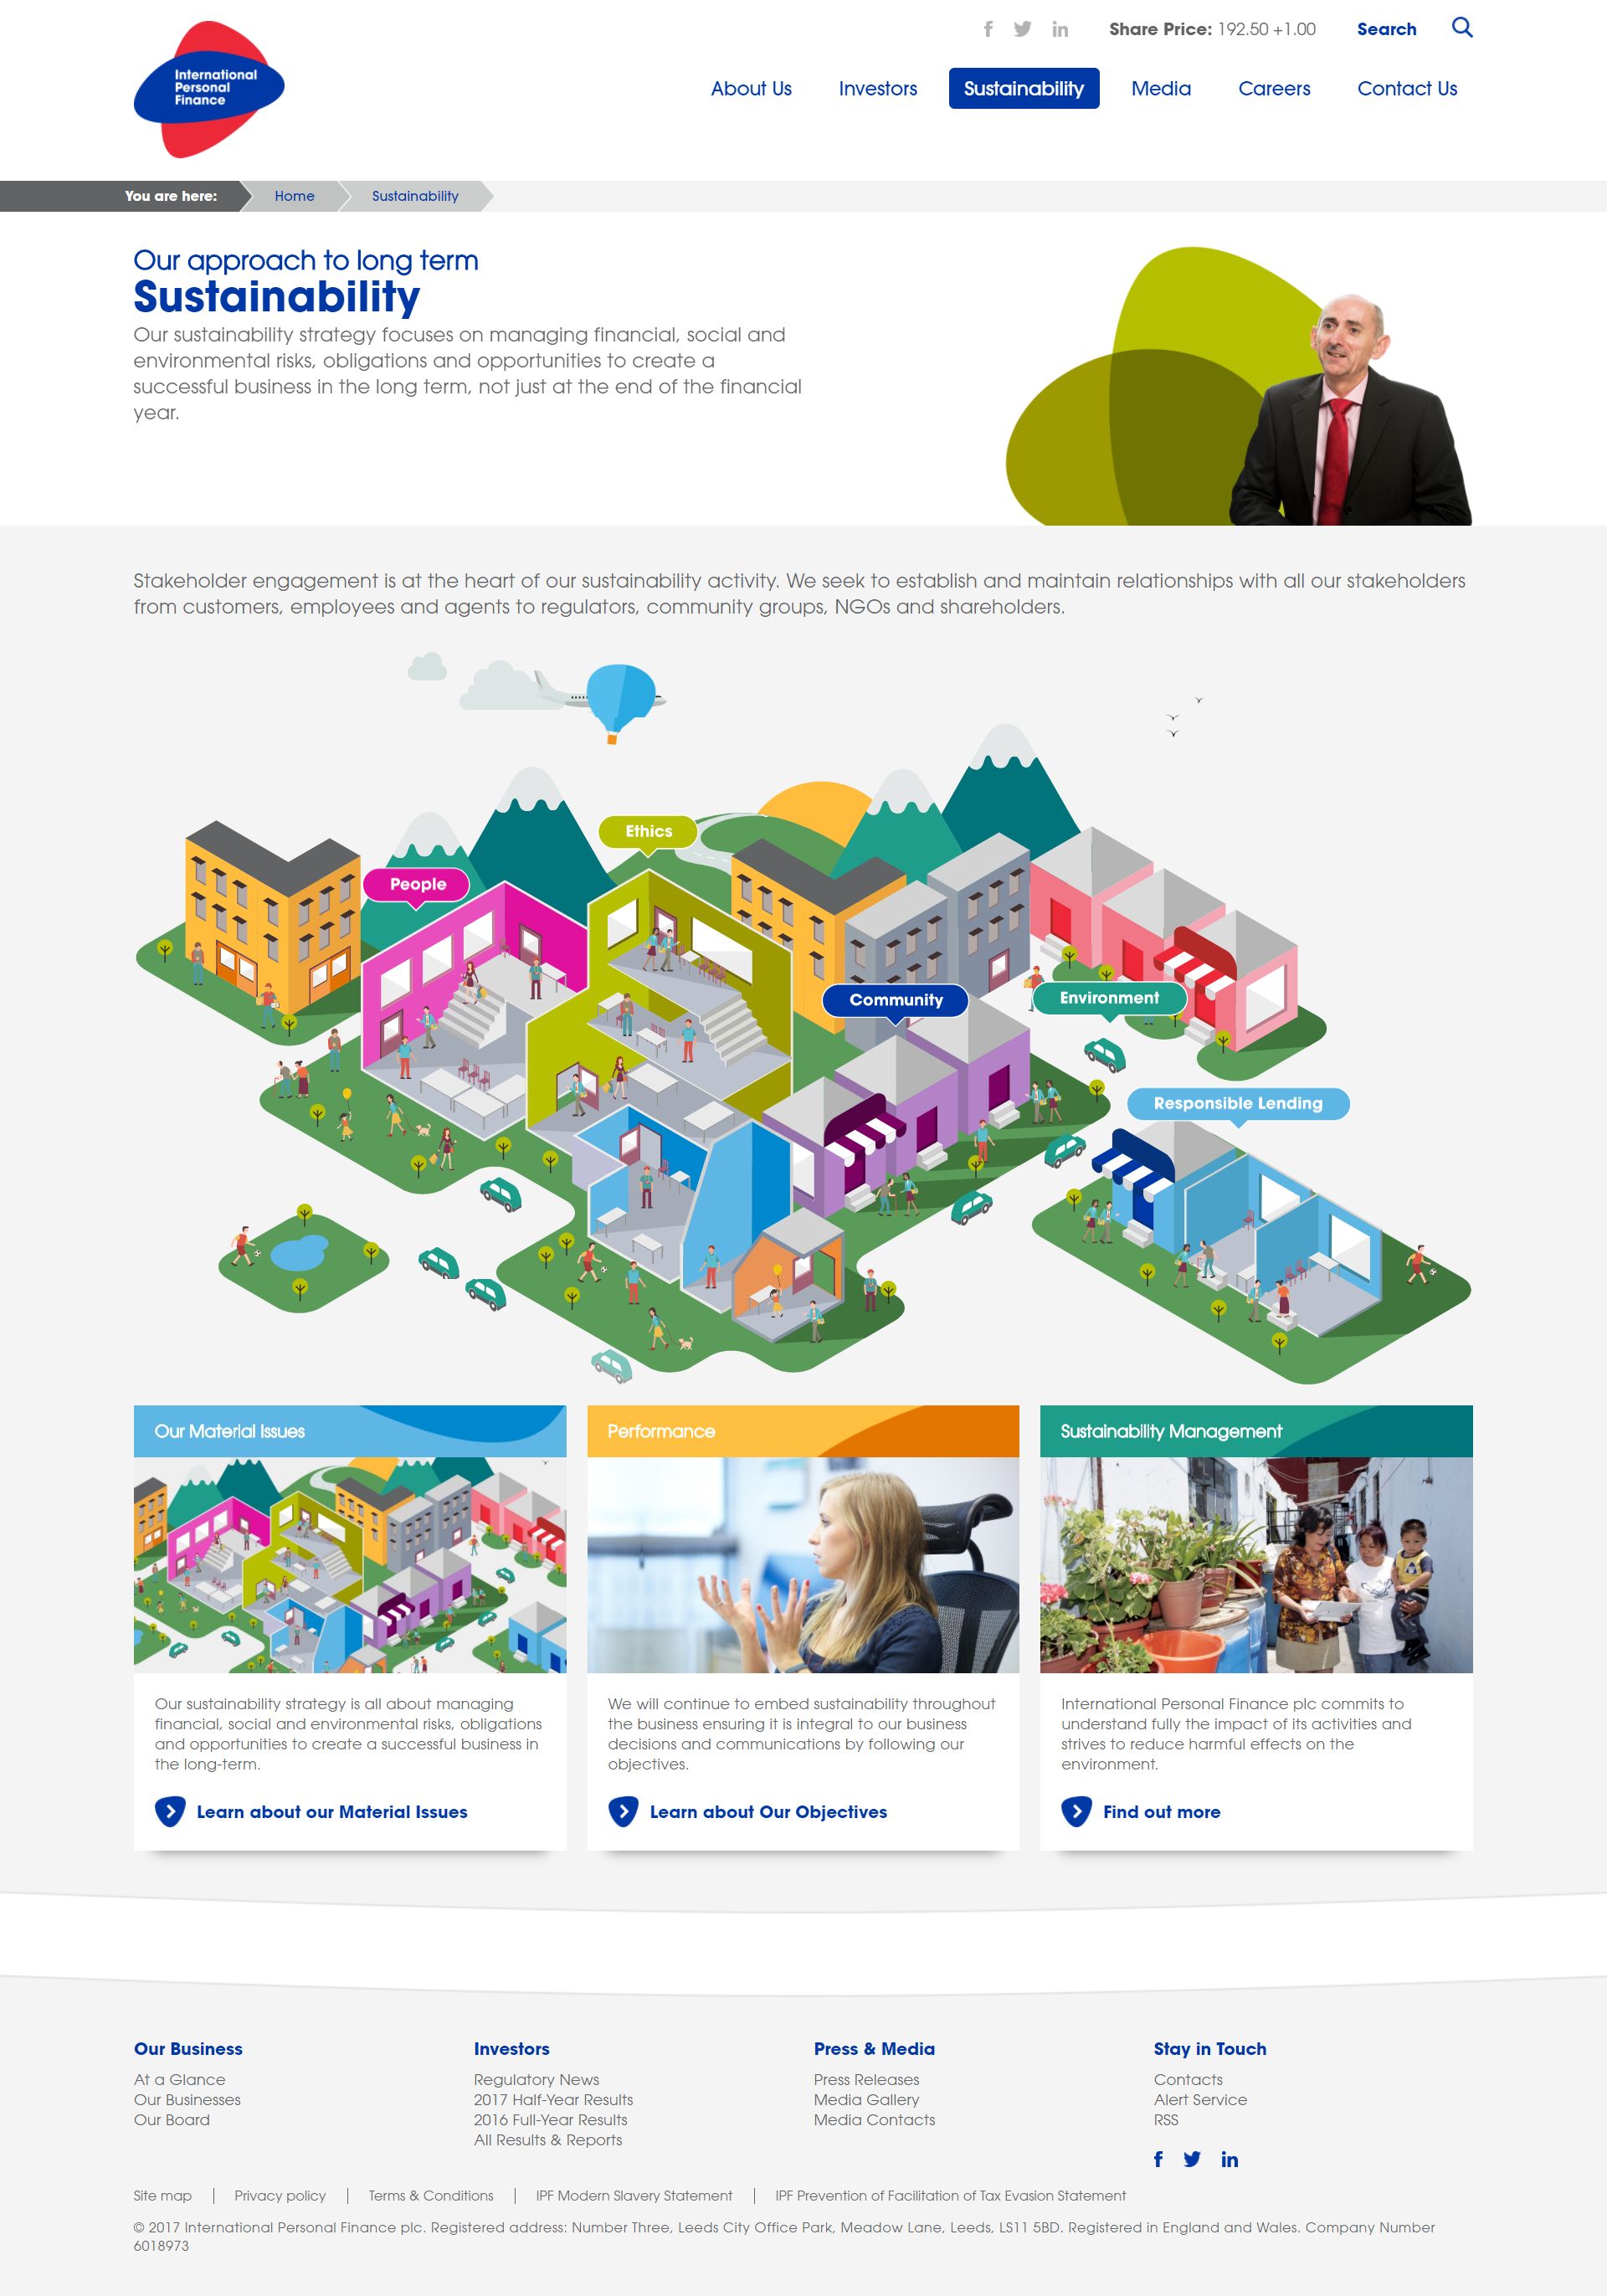 International
Personal
Finance
Share Price: 192.50 +1.00
Search
About Us
Investors
Sustainability
Media
Careers
Contact Us
You are here:
Home
Sustainability
Our approach to long term
Sustainability
Our sustainability strategy focuses on managing financial, social and
environmental risks, obligations and opportunities to create a
successful business in the long term, not just at the end of the financial
year.
Stakeholder engagement is at the heart of our sustainability activity. We seek to establish and maintain relationships with all our stakeholders
from customers, employees and agents to regulators, community groups, NGOs and shareholders.
Ethics
People
Community
Environment
Responsible Lending
Our Material Issues
Our sustainability strategy is all about managing
financial, social and environmental risks, obligations
and opportunities to create a successful business in
the long-term.
Learn about our Material Issues
Performance
We will continue to embed sustainability throughout
the business ensuring it is integral to our business
decisions and communications by following our
objectives.
Learn about Our Objectives
Sustainability Management
International Personal Finance plc commits to
understand fully the impact of its activities and
strives to reduce harmful effects on the
environment.
Find out more
Our Business
At a Glance
Our Businesses
Our Board
Investors
Regulatory News
2017 Half-Year Results
2016 Full-Year Results
All Results & Reports
Press & Media
Press Releases
Media Gallery
Media Contacts
Stay in Touch
Contacts
Alert Service
RSS
Site map
Privacy policy
Terms & Conditions
IPF Modern Slavery Statement
IPF Prevention of Facilitation of Tax Evasion Statement
© 2017 International Personal Finance plc. Registered address: Number Three, Leeds City Office Park, Meadow Lane, Leeds, LS11 5BD. Registered in England and Wales. Company Number
6018973